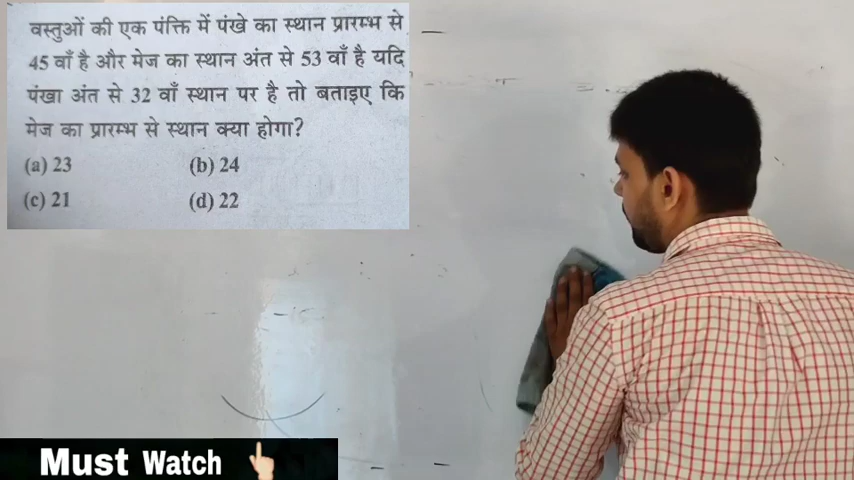 वस्तुओं की एक पंक्ति में पंखे का स्थान प्रारम्भ से
45 वाँ है और मेज का स्थान अंत से 53 वाँ है यदि
पंखा अंत से 32 वाँ स्थान पर है तो बताइए कि
मेज का प्रारम्भ से स्थान क्या होगा?
(a) 23 (b) 24
(c) 21 (d) 22
Must Watch